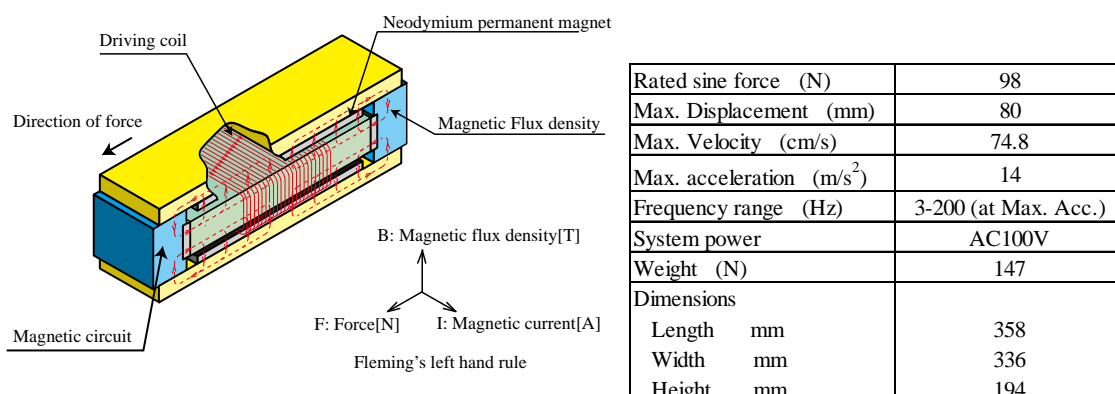 Neodymium permanent magnet
Driving coil
Direction of force
Magnetic Flux density
B: Magnetic flux density[T]
F: Force[N]
I: Magnetic current[A]
Magnetic circuit
Fleming’s left hand rule
Rated sine force (N) 98
Max. Displacement (mm) 80
Max. Velocity (cm/s) 74.8
Max. acceleration (m/s²) 14
Frequency range (Hz) 3-200 (at Max. Acc.)
System power AC100V
Weight (N) 147
Dimensions
Length mm 358
Width mm 336
Height mm 194